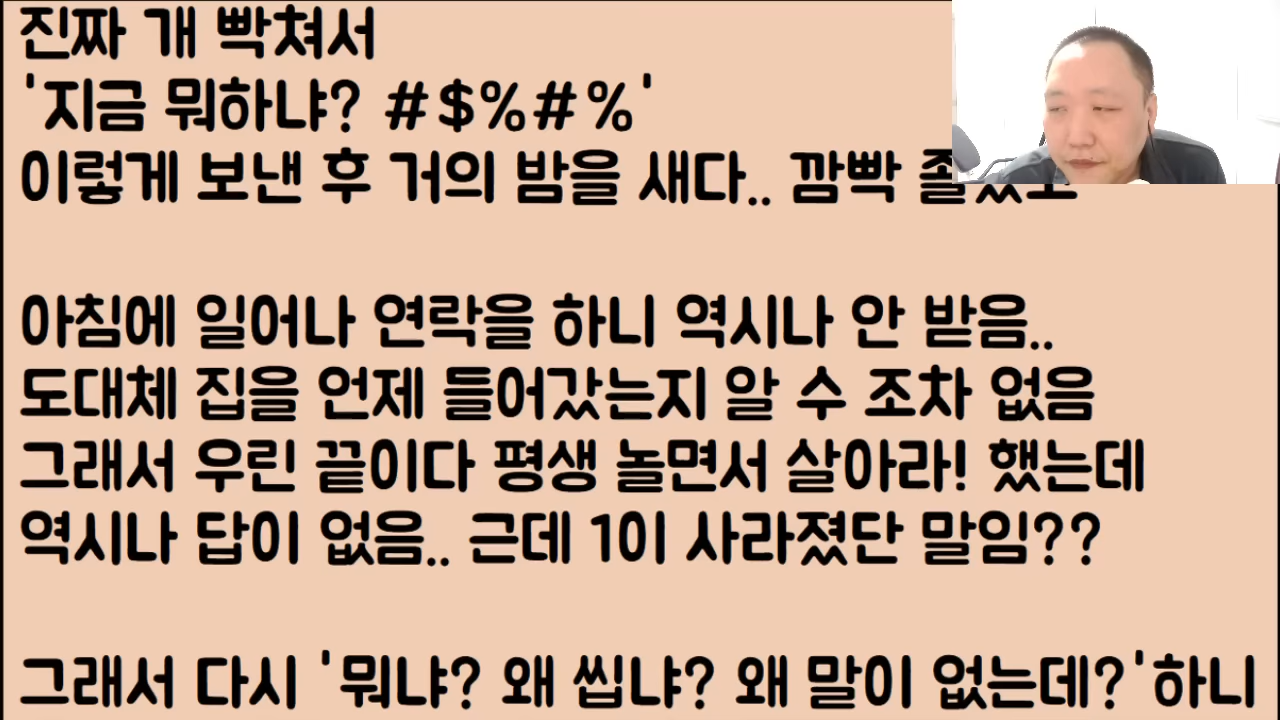 진짜 개 빡쳐서
'지금 뭐하냐? #$%#%'
이렇게 보낸 후 거의 밤을 새다.. 깜빡
아침에 일어나 연락을 하니 역시나 안 받음..
도대체 집을 언제 들어갔는지 알 수 조차 없음
그래서 우린 끝이다 평생 놀면서 살아라! 했는데
역시나 답이 없음.. 근데 1이 사라졌단 말임??
그래서 다시 '뭐냐? 왜 씹냐? 왜 말이 없는데?'하니